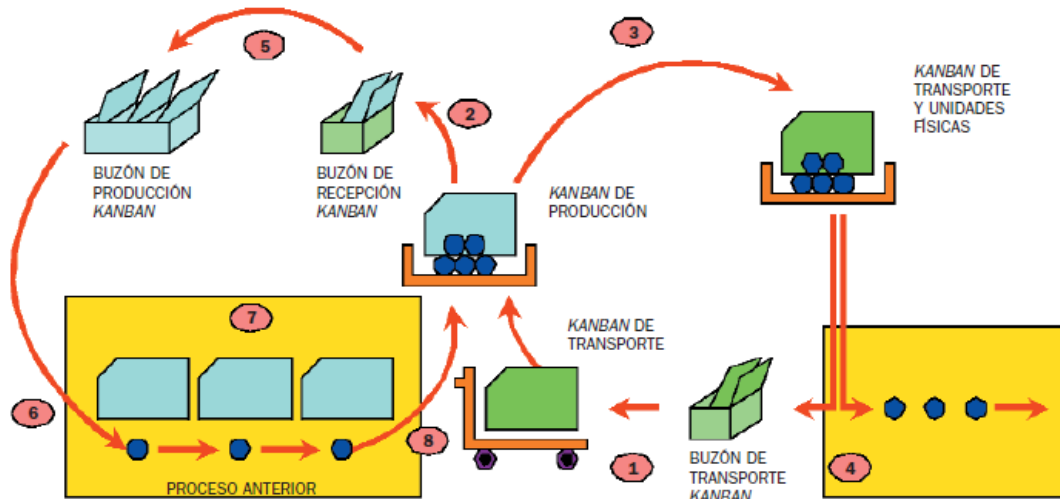 5
3
2
KANBAN DE
TRANSPORTE
Y UNIDADES
FÍSICAS
BUZÓN DE
PRODUCCIÓN
KANBAN
BUZÓN DE
RECEPCIÓN
KANBAN
KANBAN DE
PRODUCCIÓN
7
KANBAN DE
TRANSPORTE
6
8
1
4
BUZÓN DE
TRANSPORTE
KANBAN
PROCESO ANTERIOR